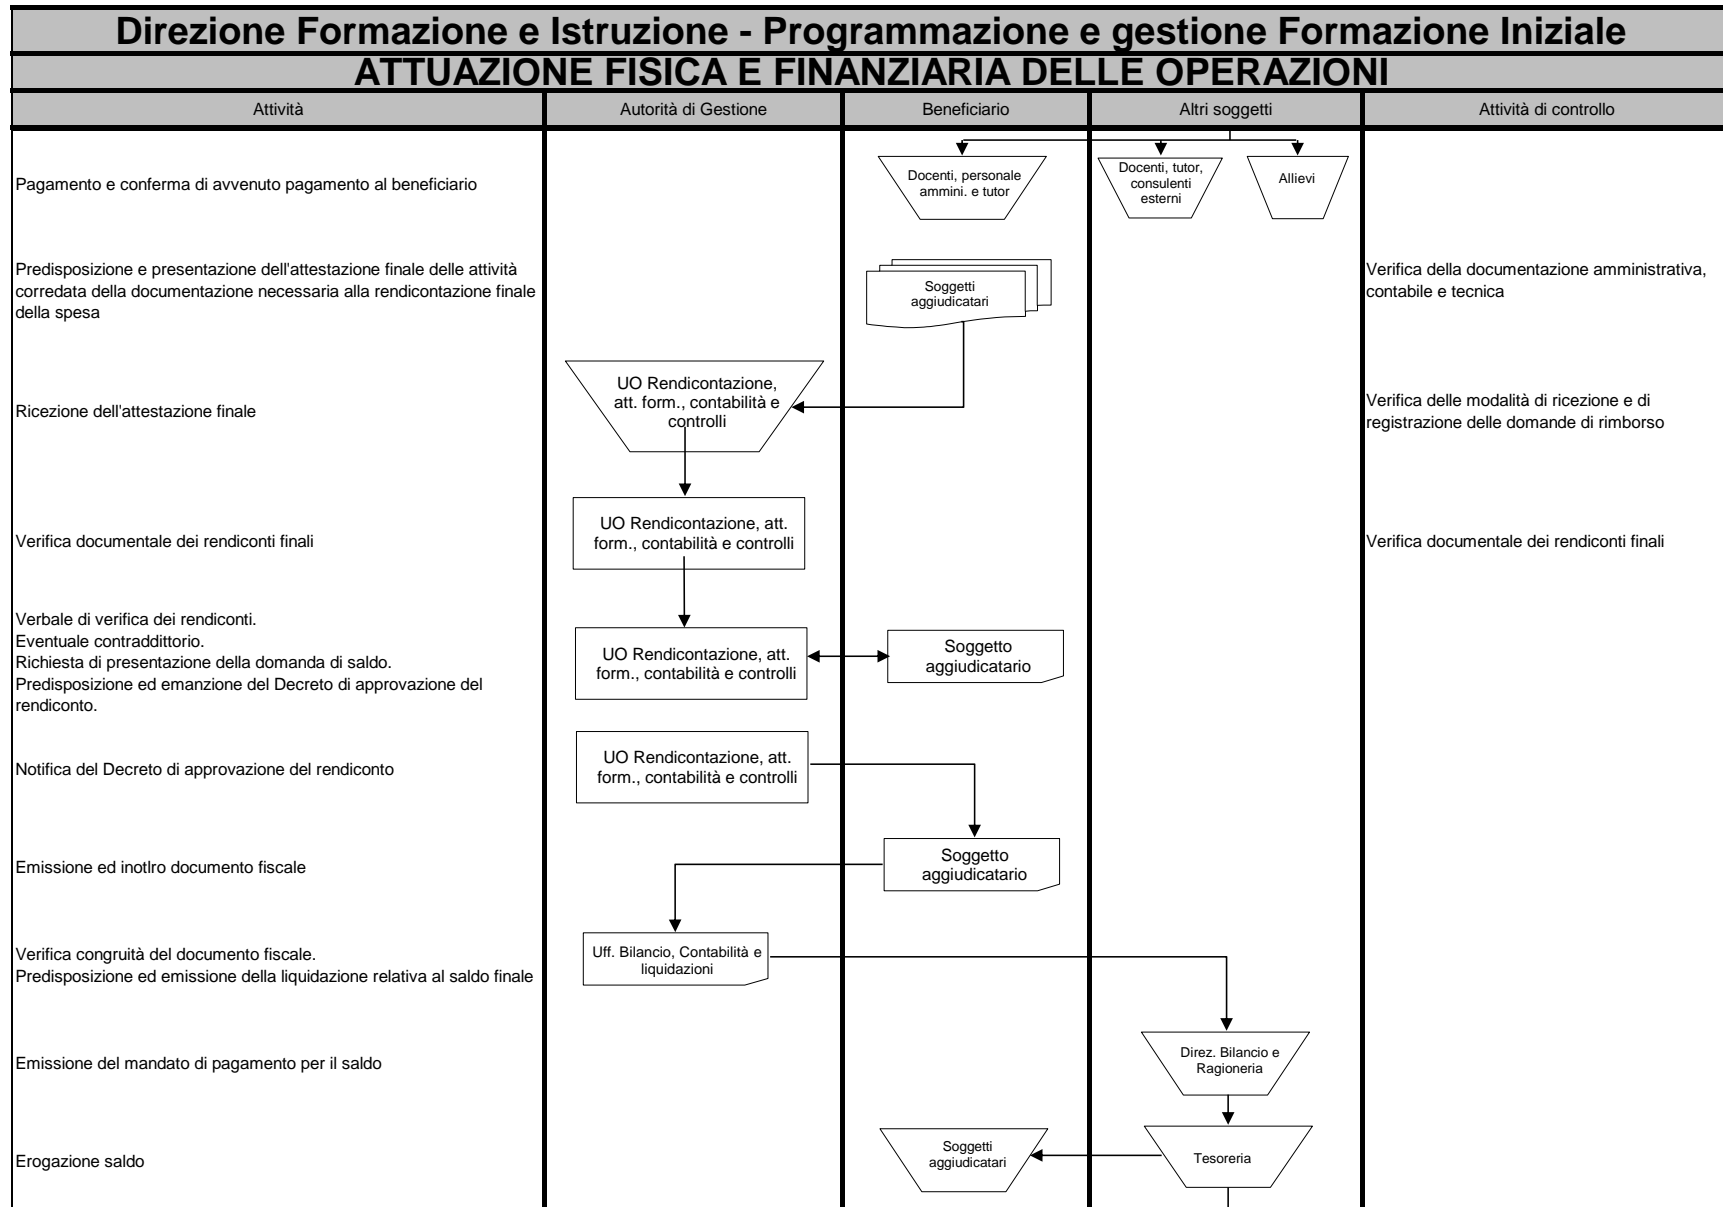 Direzione Formazione e Istruzione - Programmazione e gestione Formazione Iniziale
ATTUAZIONE FISICA E FINANZIARIA DELLE OPERAZIONI
Attività
Autorità di Gestione
Beneficiario
Altri soggetti
Attività di controllo
Pagamento e conferma di avvenuto pagamento al beneficiario
Docenti, personale
ammini. e tutor
Docenti, tutor,
consulenti
esterni
Allievi
Predisposizione e presentazione dell'attestazione finale delle attività
corredata della documentazione necessaria alla rendicontazione finale
della spesa
Soggetti
aggiudicatari
Verifica della documentazione amministrativa,
contabile e tecnica
Ricezione dell'attestazione finale
UO Rendicontazione,
att. form., contabilità e
controlli
Verifica delle modalità di ricezione e di
registrazione delle domande di rimborso
Verifica documentale dei rendiconti finali
UO Rendicontazione, att.
form., contabilità e controlli
Verifica documentale dei rendiconti finali
Verbale di verifica dei rendiconti.
Eventuale contraddittorio.
Richiesta di presentazione della domanda di saldo.
Predisposizione ed emanzione del Decreto di approvazione del
rendiconto.
UO Rendicontazione, att.
form., contabilità e controlli
Soggetto
aggiudicatario
Notifica del Decreto di approvazione del rendiconto
UO Rendicontazione, att.
form., contabilità e controlli
Emissione ed inotlro documento fiscale
Soggetto
aggiudicatario
Verifica congruità del documento fiscale.
Predisposizione ed emissione della liquidazione relativa al saldo finale
Uff. Bilancio, Contabilità e
liquidazioni
Emissione del mandato di pagamento per il saldo
Direz. Bilancio e
Ragioneria
Erogazione saldo
Soggetti
aggiudicatari
Tesoreria